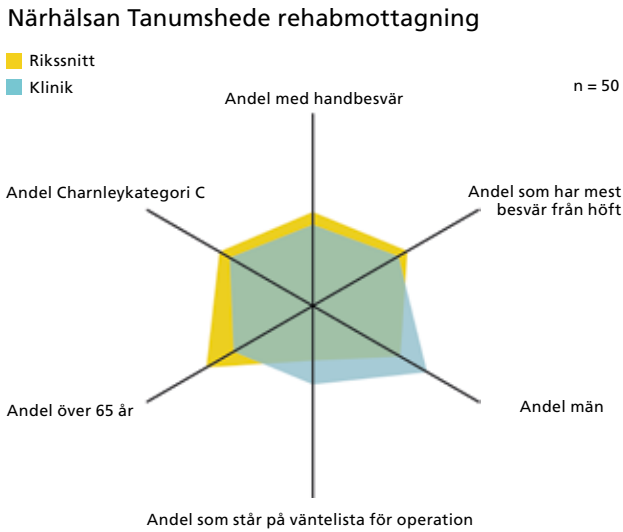 Närhälsan Tanumshede rehabmottagning
Rikssnitt
Klinik
n = 50
Andel med handbesvär
Andel Charnleykategori C
Andel som har mest
besvär från höft
Andel över 65 år
Andel män
Andel som står på väntelista för operation